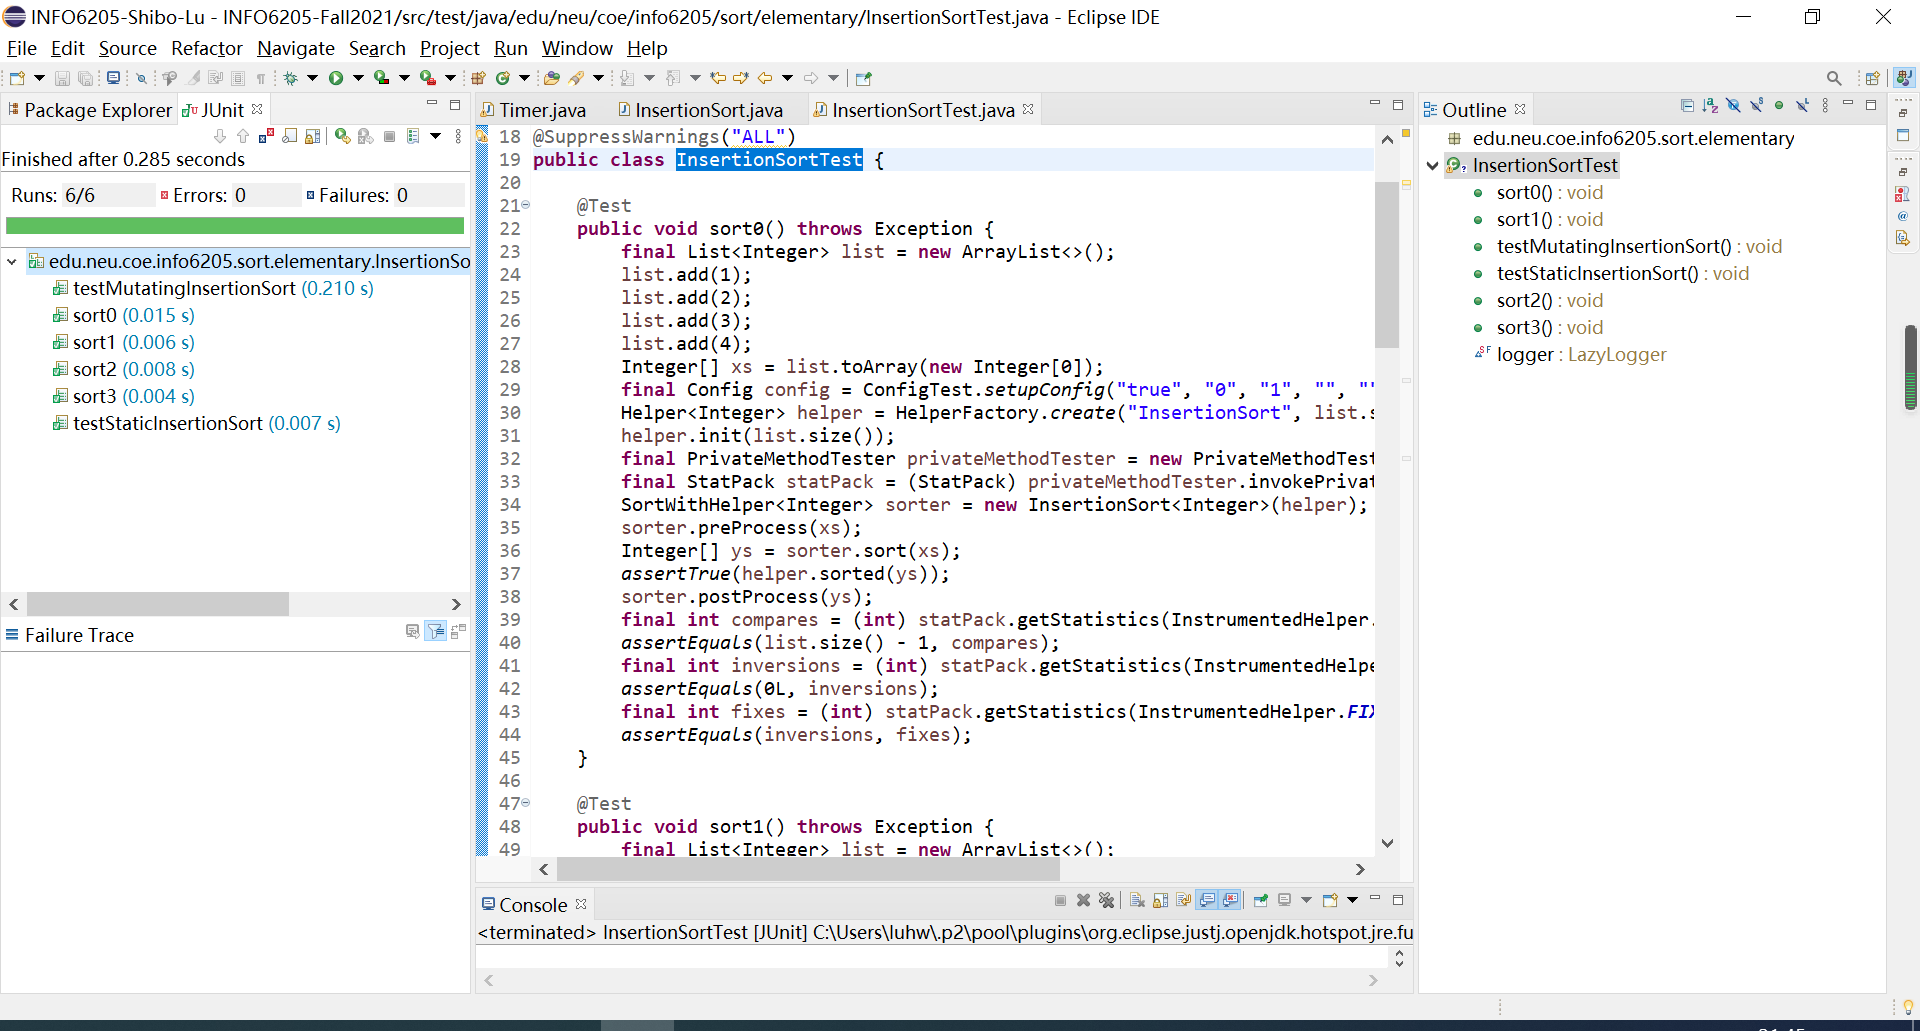 INFO6205-Shibo-Lu - INFO6205-Fall2021/src/test/java/edu/neu/coe/info6205/sort/elementary/InsertionSortTest.java - Eclipse IDE
File Edit Source Refactor Navigate Search Project Run Window Help
Package Explorer JUnit
Finished after 0.285 seconds
Runs: 6/6 Errors: 0 Failures: 0
edu.neu.coe.info6205.sort.elementary.InsertionSo
testMutatingInsertionSort (0.210 s)
sort0 (0.015 s)
sort1 (0.006 s)
sort2 (0.008 s)
sort3 (0.004 s)
testStaticInsertionSort (0.007 s)
Failure Trace
Timer.java InsertionSort.java InsertionSortTest.java
18 @SuppressWarnings("ALL")
19 public class InsertionSortTest {
20
21 @Test
22 public void sort0() throws Exception {
23 final List<Integer> list = new ArrayList<>();
24 list.add(1);
25 list.add(2);
26 list.add(3);
27 list.add(4);
28 Integer[] xs = list.toArray(new Integer[0]);
29 final Config config = ConfigTest.setupConfig("true", "0", "1", "", ""
30 Helper<Integer> helper = HelperFactory.create("InsertionSort", list.s
31 helper.init(list.size());
32 final PrivateMethodTester privateMethodTester = new PrivateMethodTest
33 final StatPack statPack = (StatPack) privateMethodTester.invokePrivat
34 SortWithHelper<Integer> sorter = new InsertionSort<Integer>(helper);
35 sorter.preProcess(xs);
36 Integer[] ys = sorter.sort(xs);
37 assertTrue(helper.sorted(ys));
38 sorter.postProcess(ys);
39 final int compares = (int) statPack.getStatistics(InstrumentedHelper.
40 assertEquals(list.size() - 1, compares);
41 final int inversions = (int) statPack.getStatistics(InstrumentedHelpe
42 assertEquals(0L, inversions);
43 final int fixes = (int) statPack.getStatistics(InstrumentedHelper.FIX
44 assertEquals(inversions, fixes);
45 }
46
47 @Test
48 public void sort1() throws Exception {
49 final List<Integer> list = new ArrayList<>();
Console
<terminated> InsertionSortTest [JUnit] C:\Users\luhw\.p2\pool\plugins\org.eclipse.justj.openjdk.hotspot.jre.fu
Outline
edu.neu.coe.info6205.sort.elementary
InsertionSortTest
sort0() : void
sort1() : void
testMutatingInsertionSort() : void
testStaticInsertionSort() : void
sort2() : void
sort3() : void
logger : LazyLogger